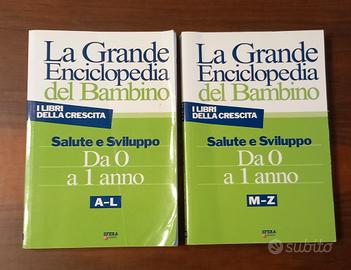 La Grande
Enciclopedia
del Bambino
I LIBRI
DELLA CRESCITA
Salute e Sviluppo
Da 0
a 1 anno
A-L
SFERA
La Grande
Enciclopedia
del Bambino
I LIBRI
DELLA CRESCITA
Salute e Sviluppo
Da 0
a 1 anno
M-Z
SFERA
subito